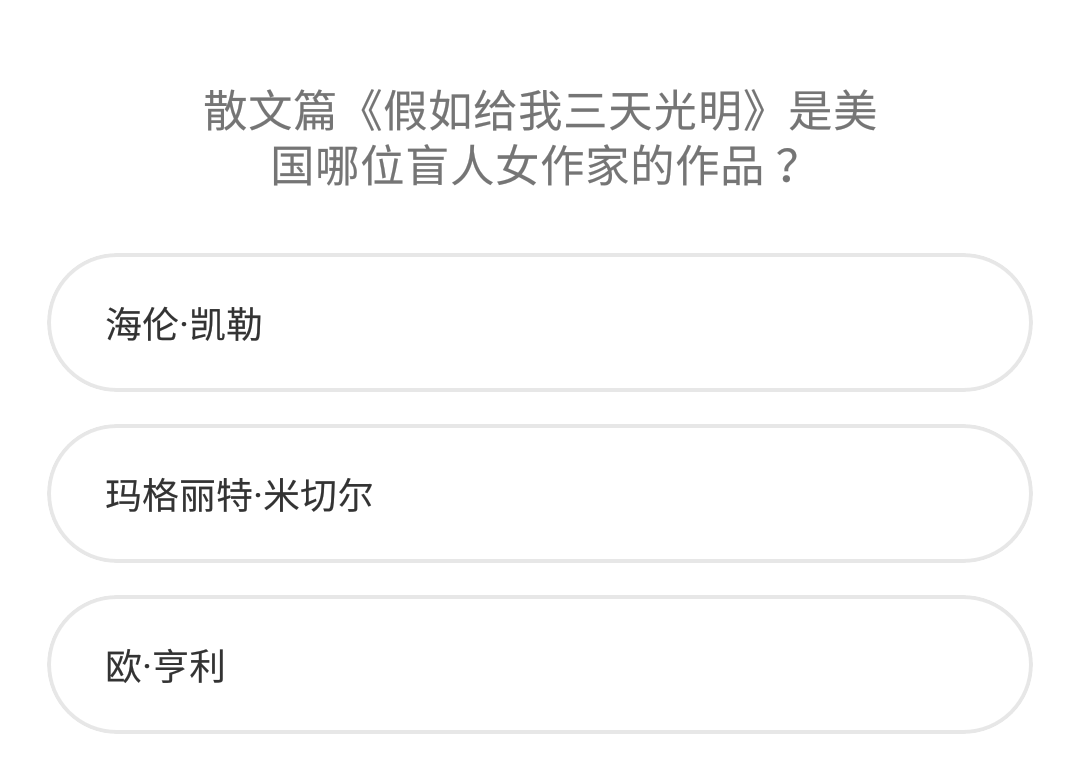 散文篇《假如给我三天光明》是美
国哪位盲人女作家的作品？
海伦·凯勒
玛格丽特·米切尔
欧·亨利